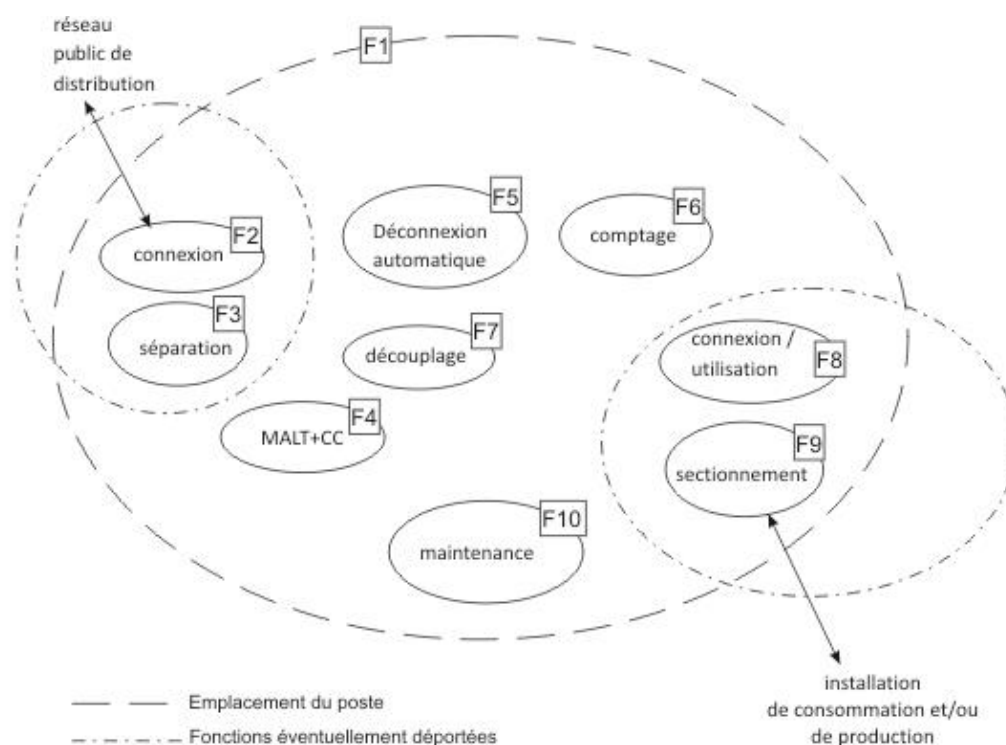 réseau
public de
distribution
F1
F2
connexion
F3
séparation
F5
Déconnexion
automatique
F6
comptage
F7
découplage
F4
MALT+CC
connexion /
utilisation
F8
F9
sectionnement
F10
maintenance
installation
de consommation et/ou
de production
Emplacement du poste
Fonctions éventuellement déportées